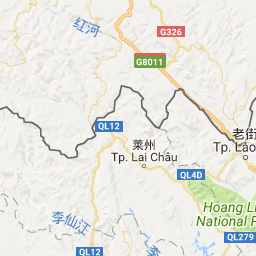 红河
G326
G8011
QL12
莱州
Tp. Lai Châu
老街
Tp. Lào
QL4D
Hoang Li
National P
李仙江
QL12
QL279